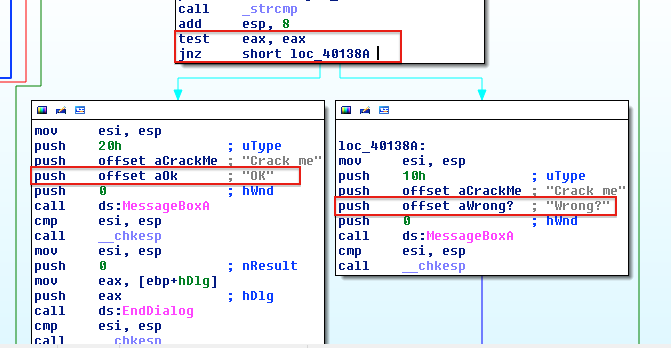 call _strcmp
add esp, 8
test eax, eax
jnz short loc_40138A
mov esi, esp
push 20h ; uType
push offset aCrackMe ; "Crack me"
push offset aOk ; "OK"
push 0 ; hWnd
call ds:MessageBoxA
cmp esi, esp
call __chkesp
mov esi, esp
push 0 ; nResult
mov eax, [ebp+hDlg]
push eax ; hDlg
call ds:EndDialog
cmp esi, esp
call __chkesp
loc_40138A:
mov esi, esp
push 10h ; uType
push offset aCrackMe ; "Crack me"
push offset aWrong? ; "Wrong?"
push 0 ; hWnd
call ds:MessageBoxA
cmp esi, esp
call __chkesp